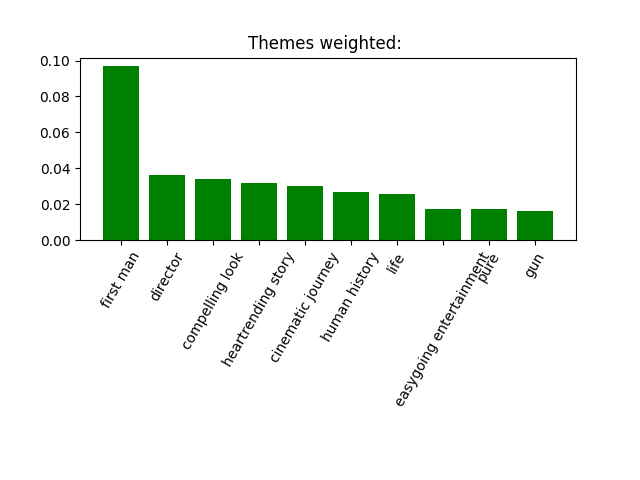 Themes weighted:
0.10
0.08
0.06
0.04
0.02
0.00
first man
director
compelling look
heartrending story
cinematic journey
human history
life
easygoing entertainment
pure
gun